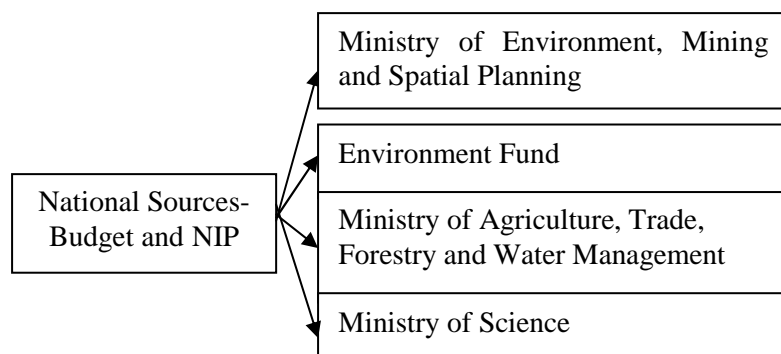 Ministry of Environment, Mining
and Spatial Planning
Environment Fund
National Sources-
Budget and NIP
Ministry of Agriculture, Trade,
Forestry and Water Management
Ministry of Science